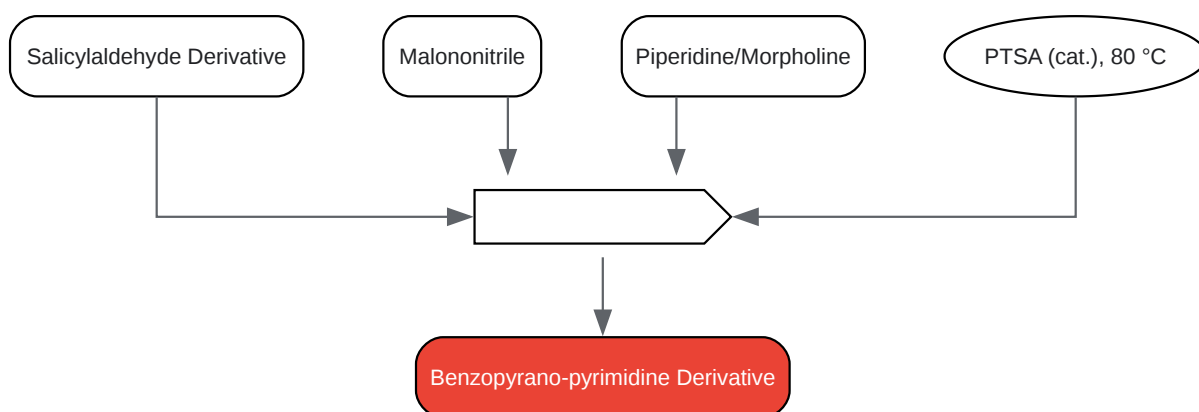 Salicylaldehyde Derivative
Malononitrile
Piperidine/Morpholine
PTSA (cat.), 80 °C
Benzopyrano-pyrimidine Derivative